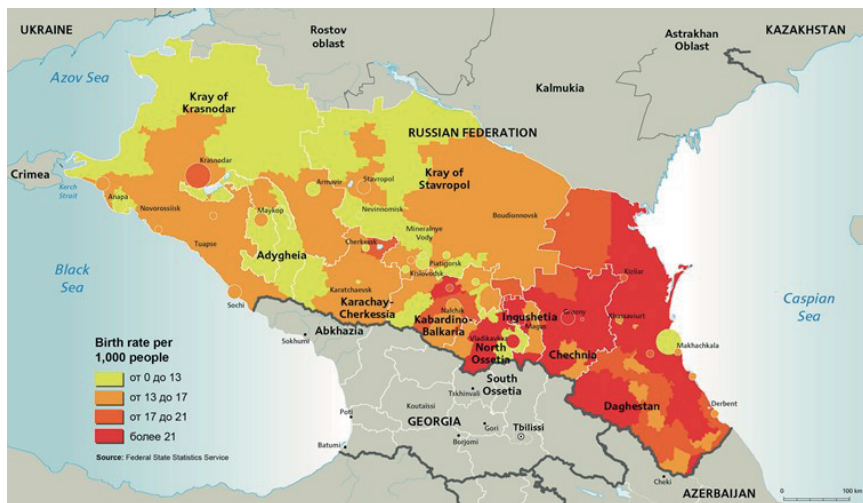 UKRAINE
Rostov
oblast
Astrakhan
Oblast
KAZAKHSTAN
Azov Sea
Kalmukia
Kray of
Krasnodar
RUSSIAN FEDERATION
Crimea
Krasnodar
Kerch
Strait
Armavir
Stavropol
Kray of
Stavropol
Anapa
Novorossiisk
Maykop
Nevinnomisk
Boudionnovsk
Mineralnye
Vody
Tuapse
Cherkessk
Adygheia
Piatigorsk
Kislovodsk
Kizliar
Black
Sea
Karatchaevsk
Sochi
Karachay-
Cherkessia
Nalchik
Kabardino-
Balkaria
Ingushetia
Magas
Grozny
Khassaviurt
Caspian
Sea
Abkhazia
Sokhumi
Vladikavkaz
North
Ossetia
Chechnia
Makhachkala
Birth rate per
1,000 people
от 0 до 13
от 13 до 17
от 17 до 21
более 21
South
Ossetia
Tskhinvali
Daghestan
Derbent
Poti
Koutaissi
GEORGIA
Gori
Tbilissi
Batumi
Borjomi
Source: Federal State Statistics Service
Cheki
AZERBAIJAN
0
100 km